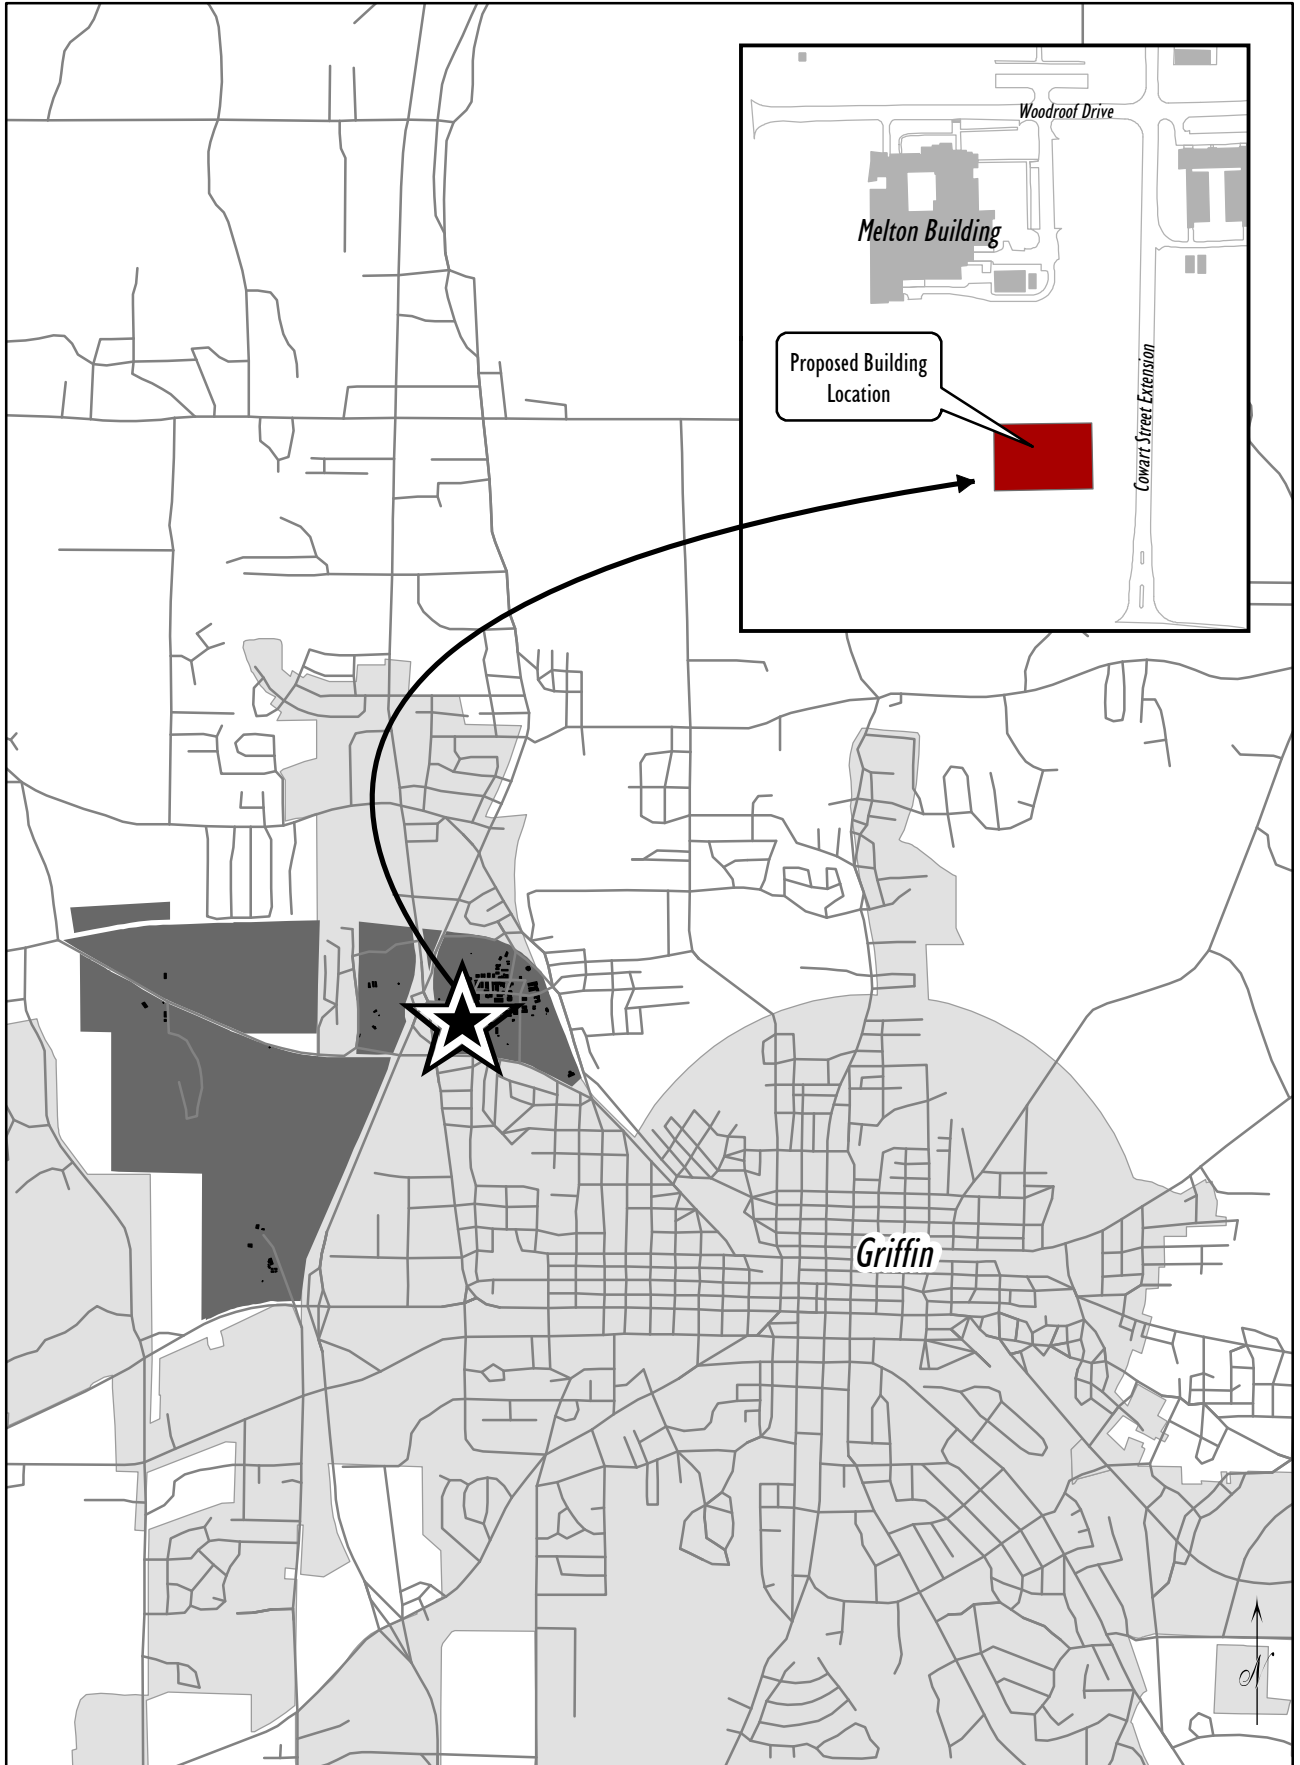 Woodroof Drive
Melton Building
Proposed Building
Location
Cowart Street Extension
Griffin
N